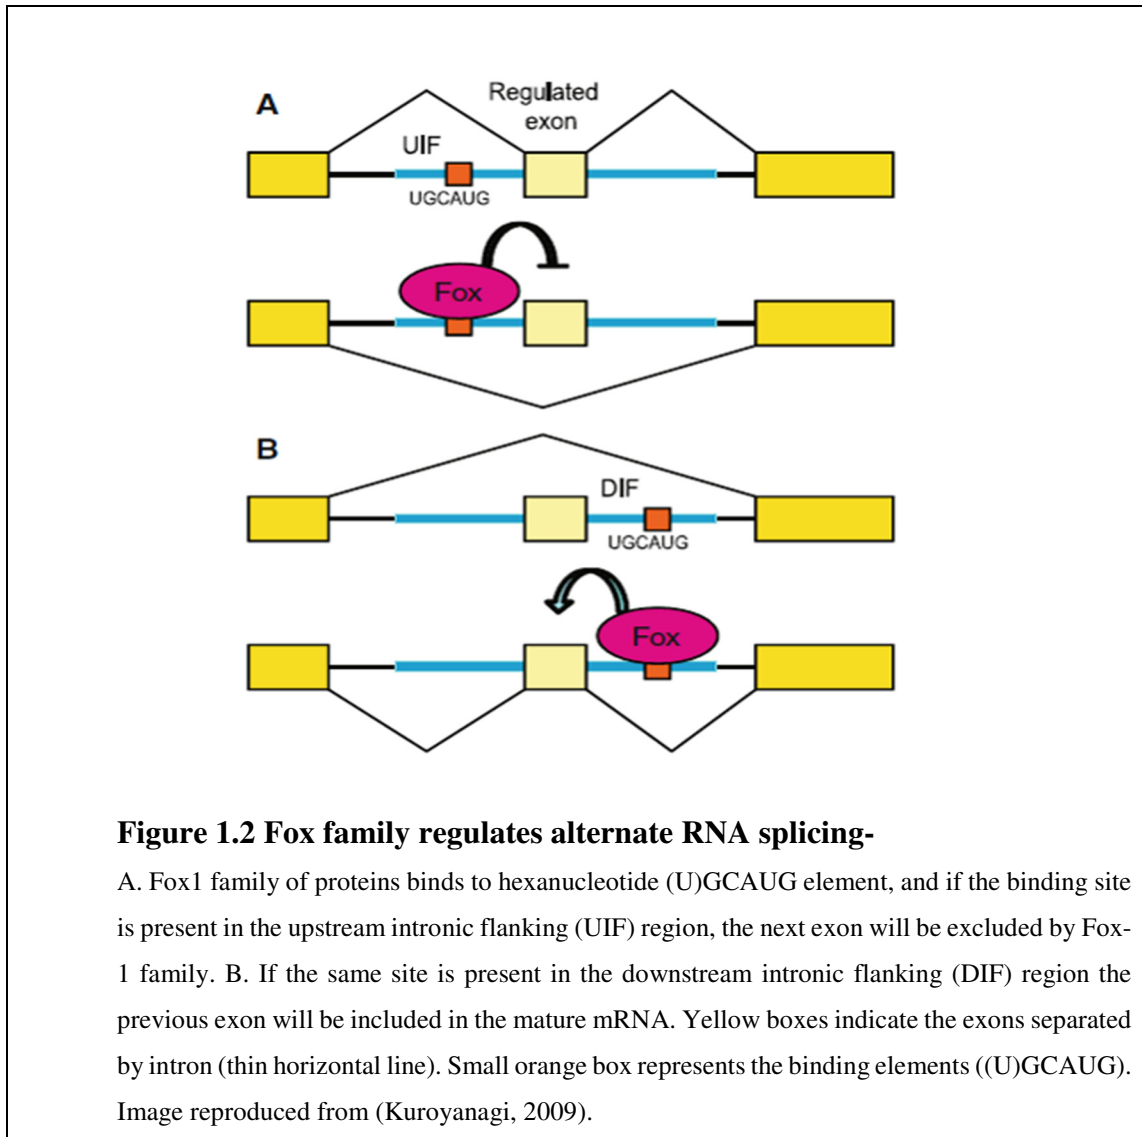 A
Regulated
exon
UIF
UGCAUG
Fox
B
DIF
UGCAUG
Fox
Figure 1.2 Fox family regulates alternate RNA splicing-
A. Fox1 family of proteins binds to hexanucleotide (U)GCAUG element, and if the binding site
is present in the upstream intronic flanking (UIF) region, the next exon will be excluded by Fox-
1 family. B. If the same site is present in the downstream intronic flanking (DIF) region the
previous exon will be included in the mature mRNA. Yellow boxes indicate the exons separated
by intron (thin horizontal line). Small orange box represents the binding elements ((U)GCAUG).
Image reproduced from (Kuroyanagi, 2009).